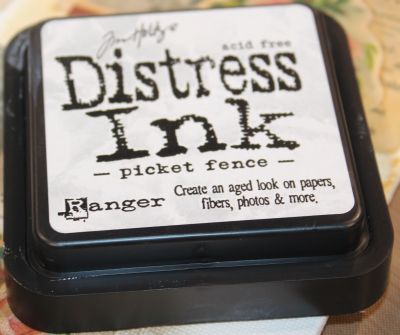 Tim Holtz
acid free
Distress
Ink
— picket fence —
Ranger
Create an aged look on papers,
fibers, photos & more.